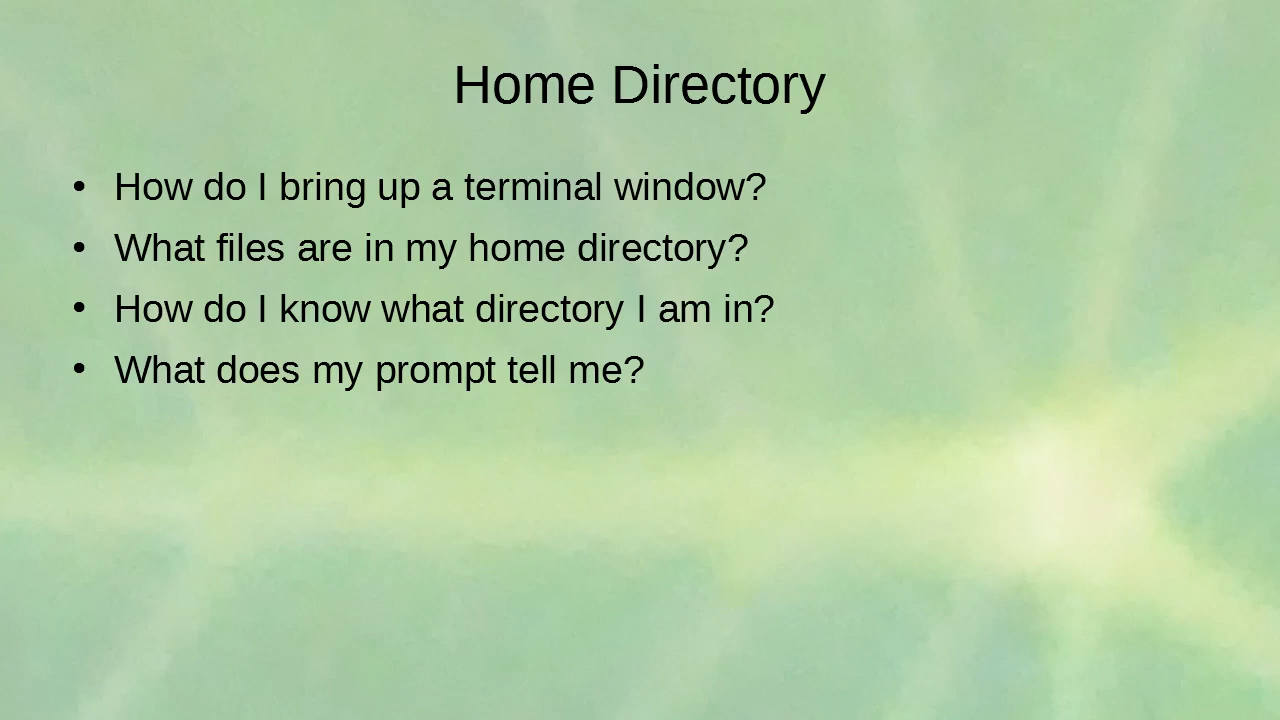 Home Directory
• How do I bring up a terminal window?
• What files are in my home directory?
• How do I know what directory I am in?
• What does my prompt tell me?